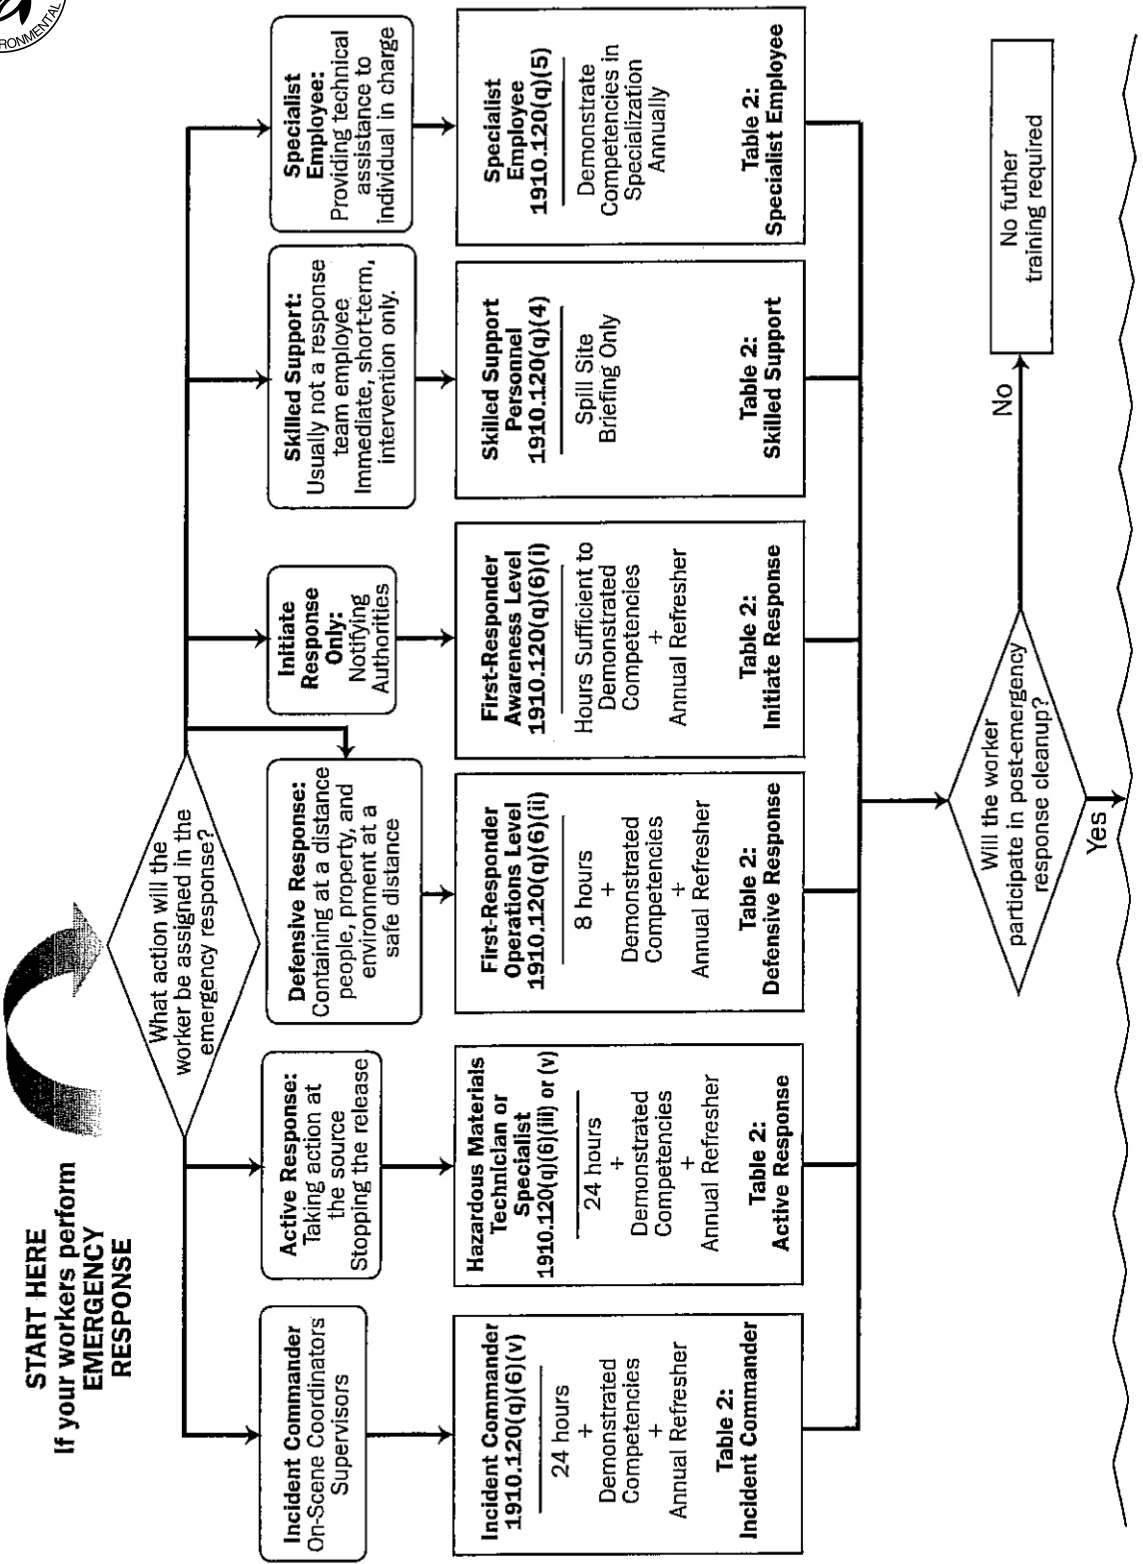 RONMENTAL
START HERE
If your workers perform
EMERGENCY
RESPONSE
What action will the
worker be assigned in the
emergency response?
Incident Commander
On-Scene Coordinators
Supervisors
Active Response:
Taking action at
the source
Stopping the release
Defensive Response:
Containing at a distance
people, property, and
environment at a
safe distance
Initiate
Response
Only:
Notifying
Authorities
Skilled Support:
Usually not a response
team employee
Immediate, short-term,
intervention only.
Specialist
Employee:
Providing technical
assistance to
individual in charge
Incident Commander
1910.120(q)(6)(v)
24 hours
+
Demonstrated
Competencies
+
Annual Refresher
Table 2:
Incident Commander
Hazardous Materials
Technician or
Specialist
1910.120(q)(6)(iii) or (v)
24 hours
+
Demonstrated
Competencies
+
Annual Refresher
Table 2:
Active Response
First-Responder
Operations Level
1910.120(q)(6)(ii)
8 hours
+
Demonstrated
Competencies
+
Annual Refresher
Table 2:
Defensive Response
First-Responder
Awareness Level
1910.120(q)(6)(i)
Hours Sufficient to
Demonstrated
Competencies
+
Annual Refresher
Table 2:
Initiate Response
Skilled Support
Personnel
1910.120(q)(4)
Spill Site
Briefing Only
Table 2:
Skilled Support
Specialist
Employee
1910.120(q)(5)
Demonstrate
Competencies in
Specialization
Annually
Table 2:
Specialist Employee
Will the worker
participate in post-emergency
response cleanup?
No
No futher
training required
Yes